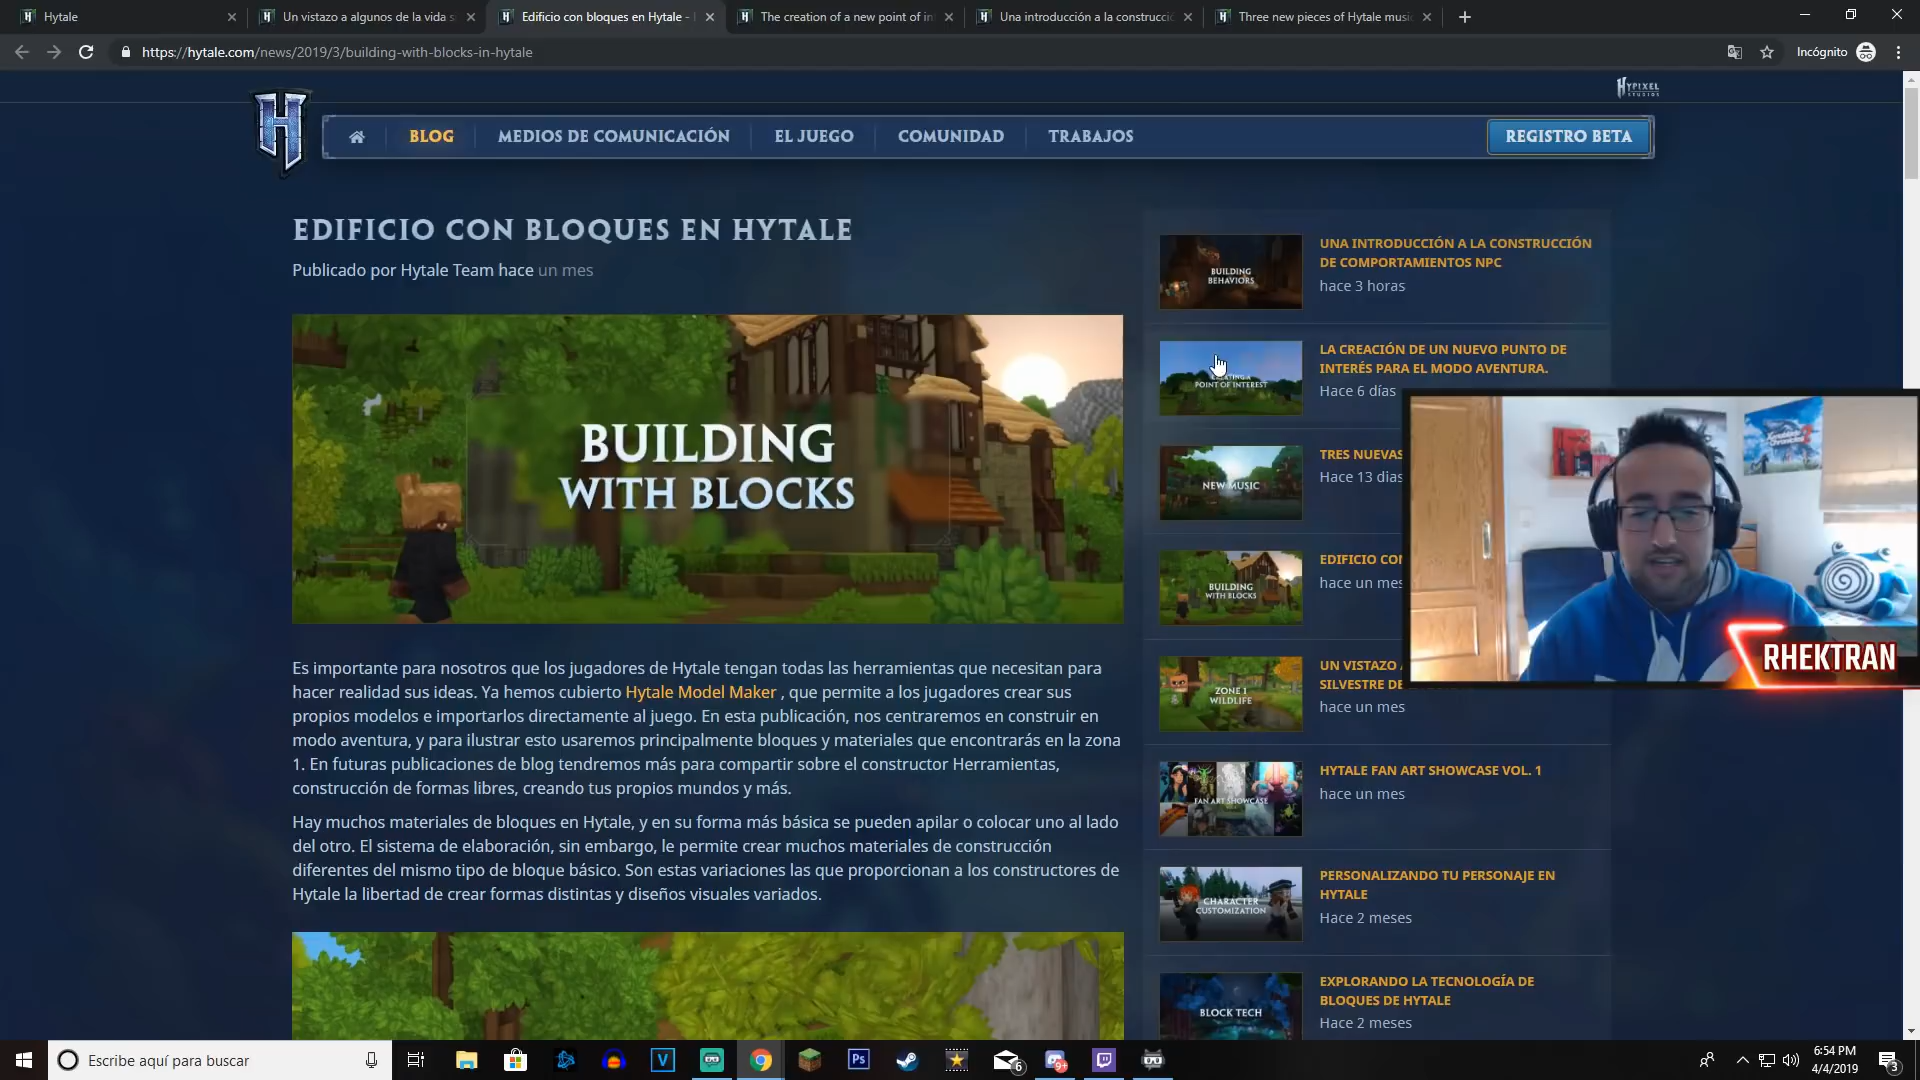 Hytale
Un vistazo a algunos de la vida s
Edificio con bloques en Hytale -
The creation of a new point of in
Una introducción a la construcció
Three new pieces of Hytale musi
https://hytale.com/news/2019/3/building-with-blocks-in-hytale
Incógnito
HYPIXEL
STUDIOS
H
BLOG
MEDIOS DE COMUNICACIÓN
EL JUEGO
COMUNIDAD
TRABAJOS
REGISTRO BETA
EDIFICIO CON BLOQUES EN HYTALE
Publicado por Hytale Team hace un mes
BUILDING
WITH BLOCKS
Es importante para nosotros que los jugadores de Hytale tengan todas las herramientas que necesitan para
hacer realidad sus ideas. Ya hemos cubierto Hytale Model Maker , que permite a los jugadores crear sus
propios modelos e importarlos directamente al juego. En esta publicación, nos centraremos en construir en
modo aventura, y para ilustrar esto usaremos principalmente bloques y materiales que encontrarás en la zona
1. En futuras publicaciones de blog tendremos más para compartir sobre el constructor Herramientas,
construcción de formas libres, creando tus propios mundos y más.
Hay muchos materiales de bloques en Hytale, y en su forma más básica se pueden apilar o colocar uno al lado
del otro. El sistema de elaboración, sin embargo, le permite crear muchos materiales de construcción
diferentes del mismo tipo de bloque básico. Son estas variaciones las que proporcionan a los constructores de
Hytale la libertad de crear formas distintas y diseños visuales variados.
BUILDING
BEHAVIORS
UNA INTRODUCCIÓN A LA CONSTRUCCIÓN
DE COMPORTAMIENTOS NPC
hace 3 horas
POINT OF INTEREST
LA CREACIÓN DE UN NUEVO PUNTO DE
INTERÉS PARA EL MODO AVENTURA.
Hace 6 días
NEW MUSIC
TRES NUEVAS
Hace 13 dias
BUILDING
WITH BLOCKS
EDIFICIO CON
hace un mes
ZONE 1
WILDLIFE
UN VISTAZO A
SILVESTRE DE
hace un mes
FAN ART SHOWCASE
HYTALE FAN ART SHOWCASE VOL. 1
hace un mes
CHARACTER
CUSTOMIZATION
PERSONALIZANDO TU PERSONAJE EN
HYTALE
Hace 2 meses
BLOCK TECH
EXPLORANDO LA TECNOLOGÍA DE
BLOQUES DE HYTALE
Hace 2 meses
RHEKTRAN
Escribe aquí para buscar
V
Ps
6
9+
6:54 PM
4/4/2019
3